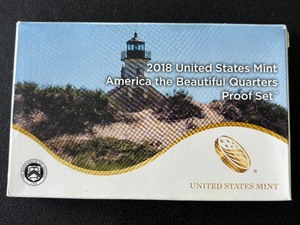 2018 United States Mint
America the Beautiful Quarters
Proof Set
UNITED STATES MINT